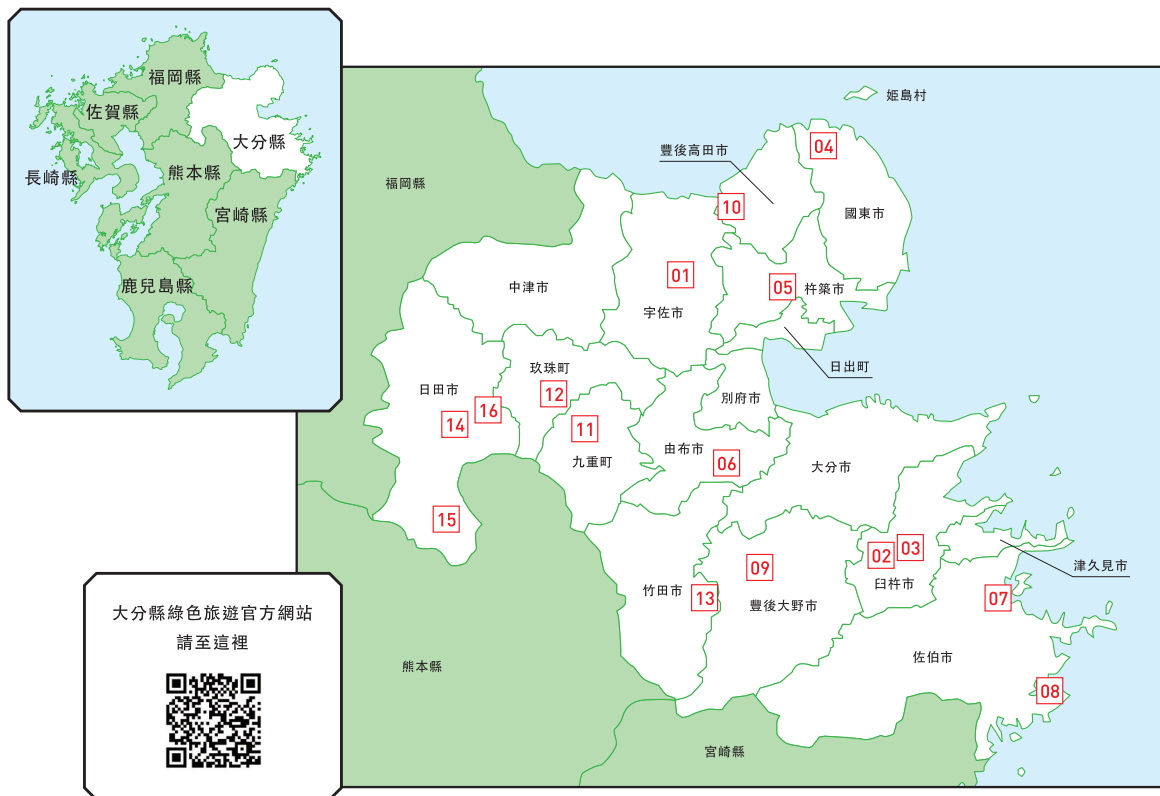 福岡縣
佐賀縣
大分縣
長崎縣
熊本縣
宮崎縣
鹿兒島縣
姫島村
豐後高田市
04
福岡縣
10
國東市
01
05
杵築市
中津市
宇佐市
日出町
玖珠町
日田市
12
別府市
16
14
11
由布市
06
九重町
大分市
15
02
03
津久見市
09
臼杵市
竹田市
13
07
豐後大野市
佐伯市
熊本縣
08
宮崎縣
大分縣綠色旅遊官方網站
請至這裡